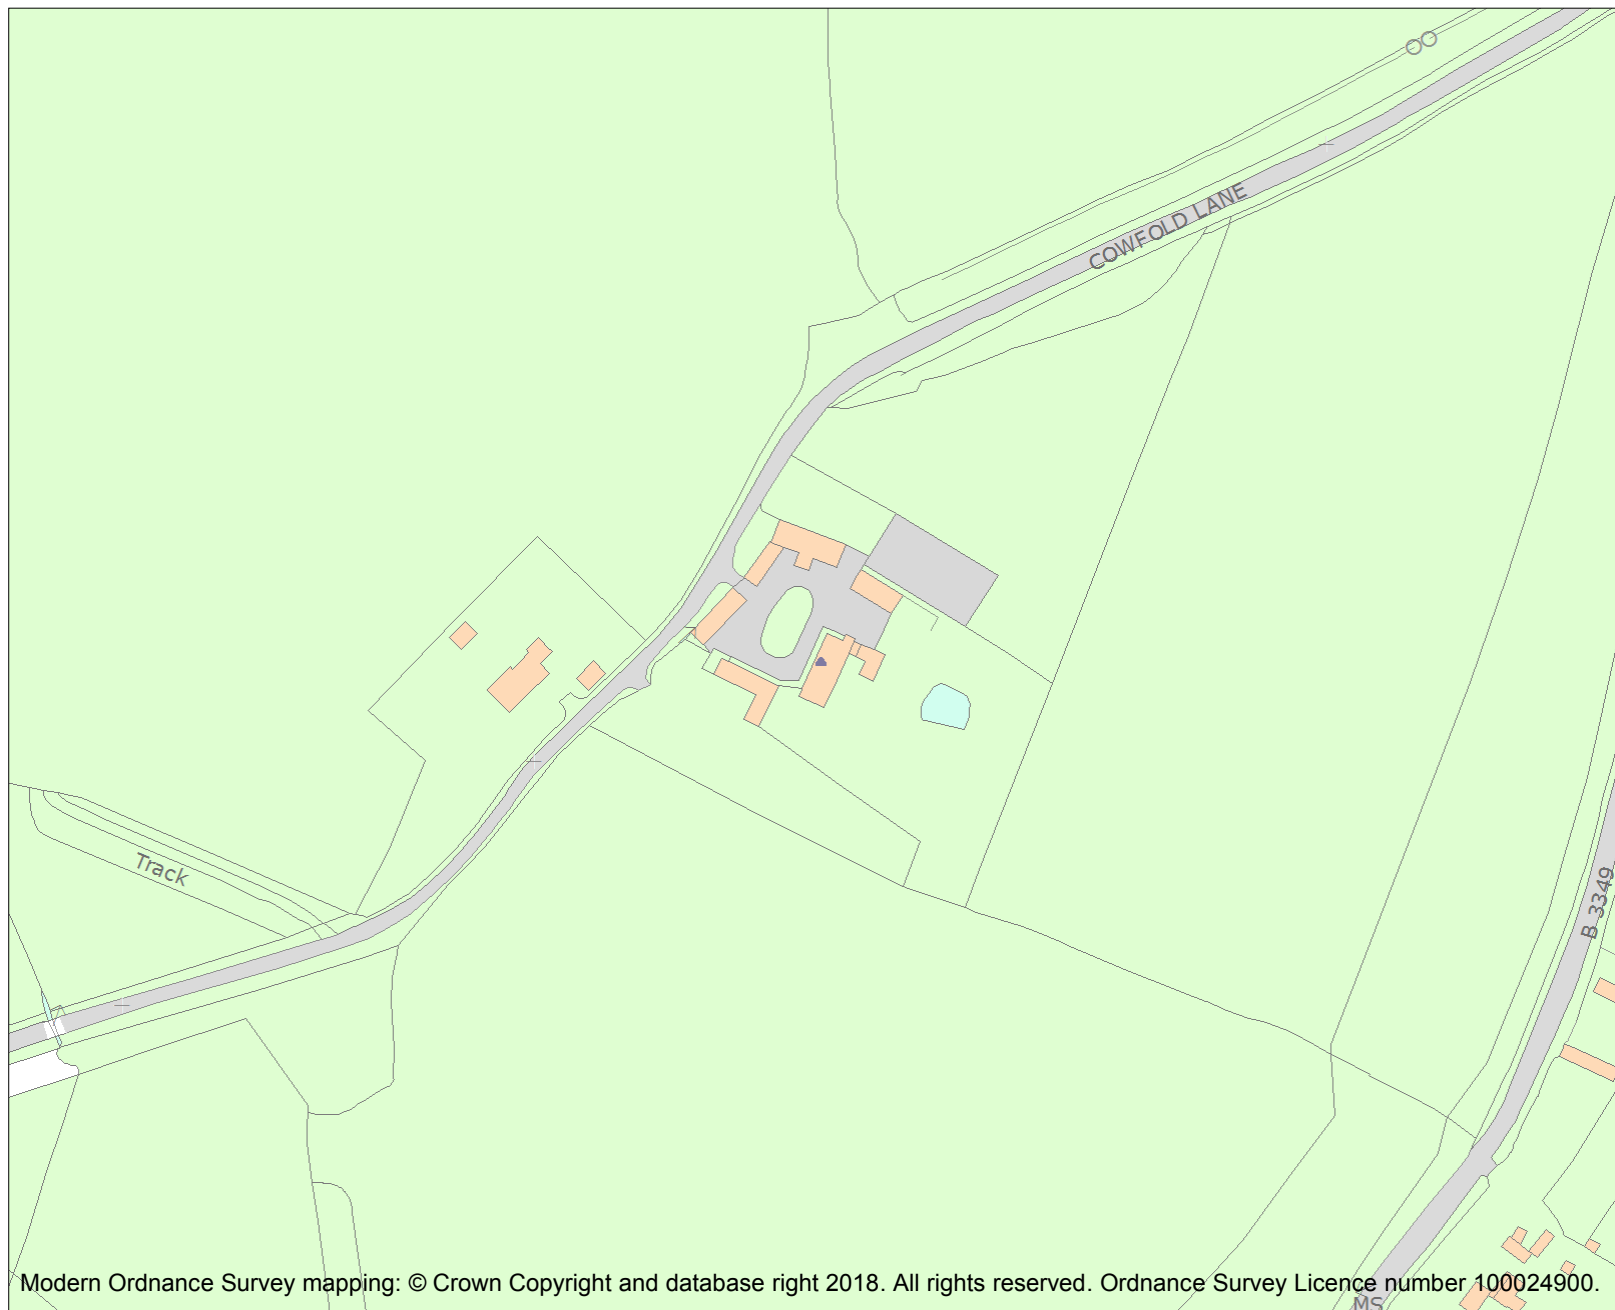 COWFOLD LANE
Track
B 3349
Modern Ordnance Survey mapping: © Crown Copyright and database right 2018. All rights reserved. Ordnance Survey Licence number 100024900.
MS